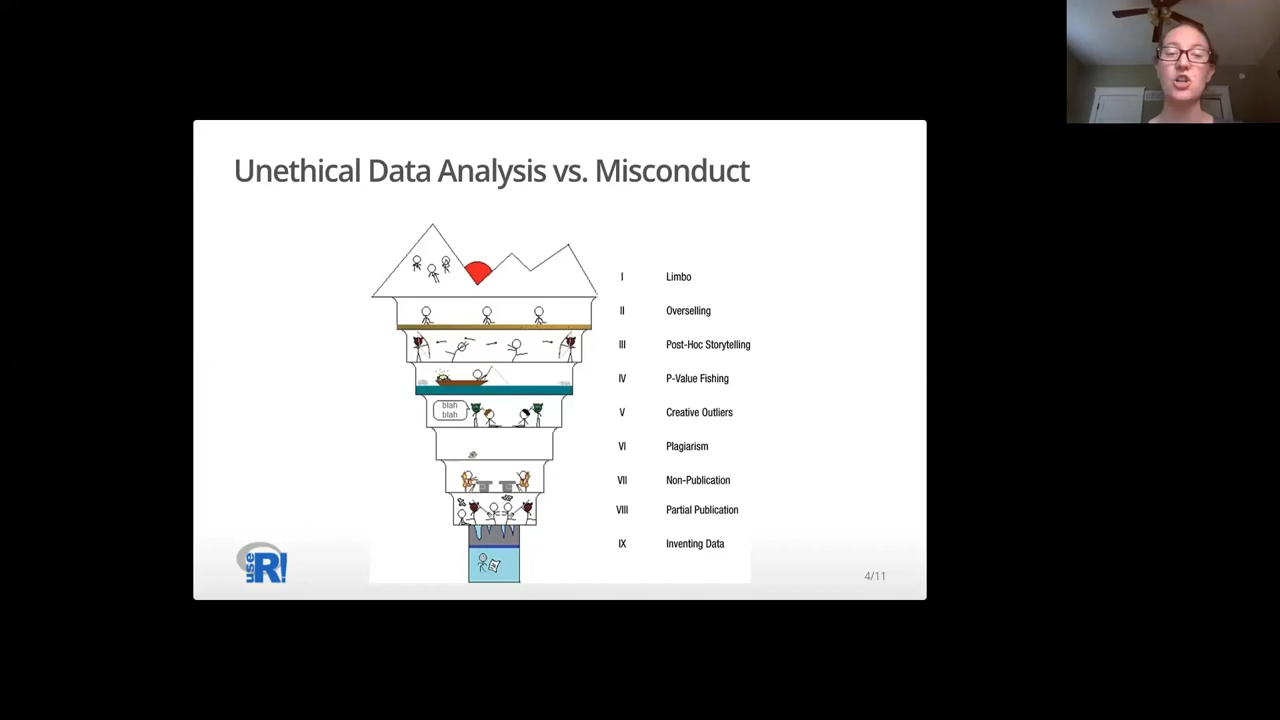 Unethical Data Analysis vs. Misconduct
I Limbo
II Overselling
III Post-Hoc Storytelling
IV P-Value Fishing
blah
blah
V Creative Outliers
VI Plagiarism
VII Non-Publication
VIII Partial Publication
IX Inventing Data
use R!
4/11